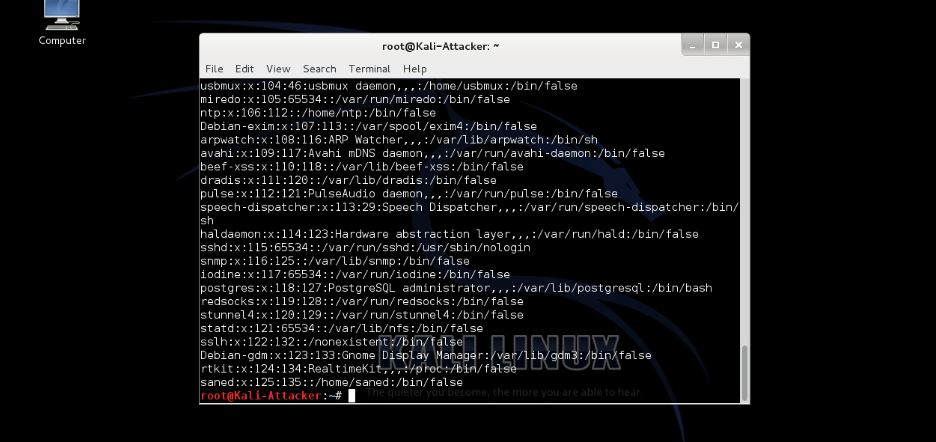 Computer
root@Kali-Attacker: ~
File Edit View Search Terminal Help
usbmux:x:104:46:usbmux daemon,,,:/home/usbmux:/bin/false
miredo:x:105:65534::/var/run/miredo:/bin/false
ntp:x:106:112::/home/ntp:/bin/false
Debian-exim:x:107:113::/var/spool/exim4:/bin/false
arpwatch:x:108:116:ARP Watcher,,,:/var/lib/arpwatch:/bin/sh
avahi:x:109:117:Avahi mDNS daemon,,,:/var/run/avahi-daemon:/bin/false
beef-xss:x:110:118::/var/lib/beef-xss:/bin/false
dradis:x:111:120::/var/lib/dradis:/bin/false
pulse:x:112:121:PulseAudio daemon,,,:/var/run/pulse:/bin/false
speech-dispatcher:x:113:29:Speech Dispatcher,,,:/var/run/speech-dispatcher:/bin/
sh
haldaemon:x:114:123:Hardware abstraction layer,,,:/var/run/hald:/bin/false
sshd:x:115:65534::/var/run/sshd:/usr/sbin/nologin
snmp:x:116:125::/var/lib/snmp:/bin/false
iodine:x:117:65534::/var/run/iodine:/bin/false
postgres:x:118:127:PostgreSQL administrator,,,:/var/lib/postgresql:/bin/bash
redsocks:x:119:128::/var/run/redsocks:/bin/false
stunnel4:x:120:129::/var/run/stunnel4:/bin/false
statd:x:121:65534::/var/lib/nfs:/bin/false
sslh:x:122:132::/nonexistent:/bin/false
KALI LINUX
Debian-gdm:x:123:133:Gnome Display Manager:/var/lib/gdm3:/bin/false
rtkit:x:124:134:RealtimeKit,,,:/proc:/bin/false
saned:x:125:135::/home/saned:/bin/false
root@Kali-Attacker:~#
The quieter you become, the more you are able to hear